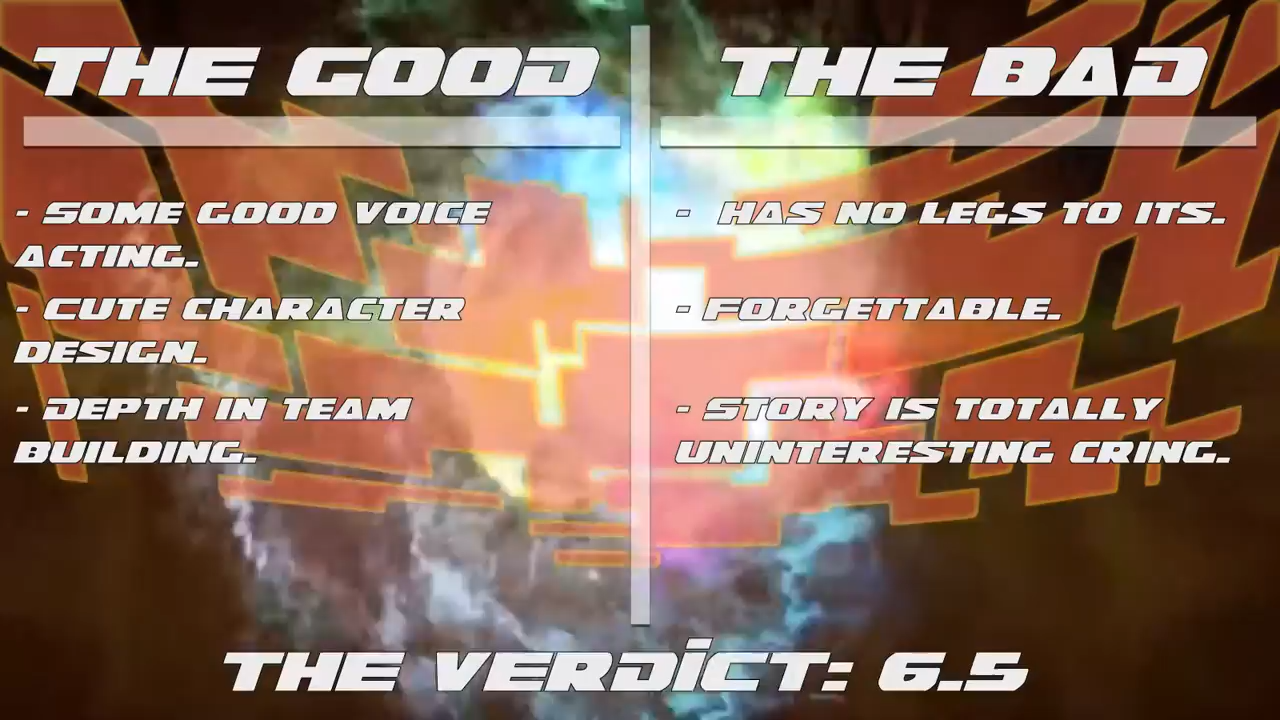 THE GOOD
- SOME GOOD VOICE
ACTING.
- CUTE CHARACTER
DESIGN.
- DEPTH IN TEAM
BUILDING.
THE BAD
- HAS NO LEGS TO ITS.
- FORGETTABLE.
- STORY IS TOTALLY
UNINTERESTING CRING.
THE VERDICT: 6.5